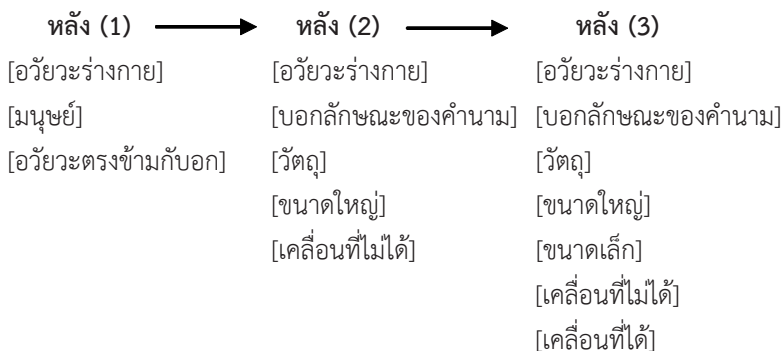 หลัง (1) หลัง (2) หลัง (3)
[อวัยวะร่างกาย] [อวัยวะร่างกาย] [อวัยวะร่างกาย]
[มนุษย์] [บอกลักษณะของคำนาม] [บอกลักษณะของคำนาม]
[อวัยวะตรงข้ามกับอก] [วัตถุ] [วัตถุ]
[ขนาดใหญ่] [ขนาดใหญ่]
[เคลื่อนที่ไม่ได้] [ขนาดเล็ก]
[เคลื่อนที่ไม่ได้]
[เคลื่อนที่ได้]